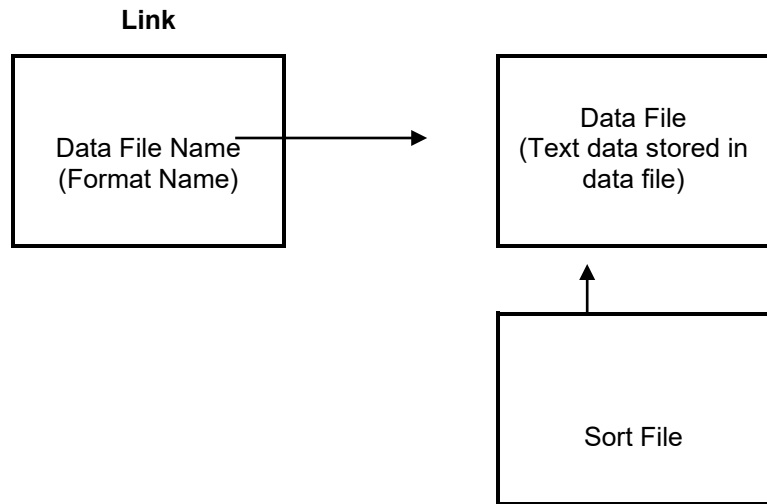 Link
Data File Name
(Format Name)
Data File
(Text data stored in
data file)
Sort File